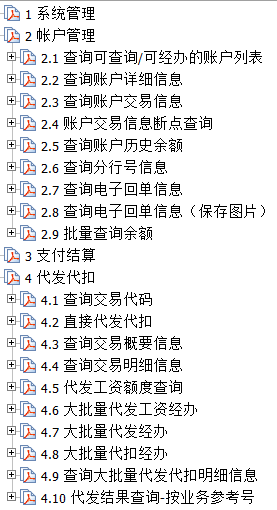 1 系统管理
2 帐户管理
2.1 查询可查询/可经办的账户列表
2.2 查询账户详细信息
2.3 查询账户交易信息
2.4 账户交易信息断点查询
2.5 查询账户历史余额
2.6 查询分行号信息
2.7 查询电子回单信息
2.8 查询电子回单信息（保存图片）
2.9 批量查询余额
3 支付结算
4 代发代扣
4.1 查询交易代码
4.2 直接代发代扣
4.3 查询交易概要信息
4.4 查询交易明细信息
4.5 代发工资额度查询
4.6 大批量代发工资经办
4.7 大批量代发经办
4.8 大批量代扣经办
4.9 查询大批量代发代扣明细信息
4.10 代发结果查询-按业务参考号